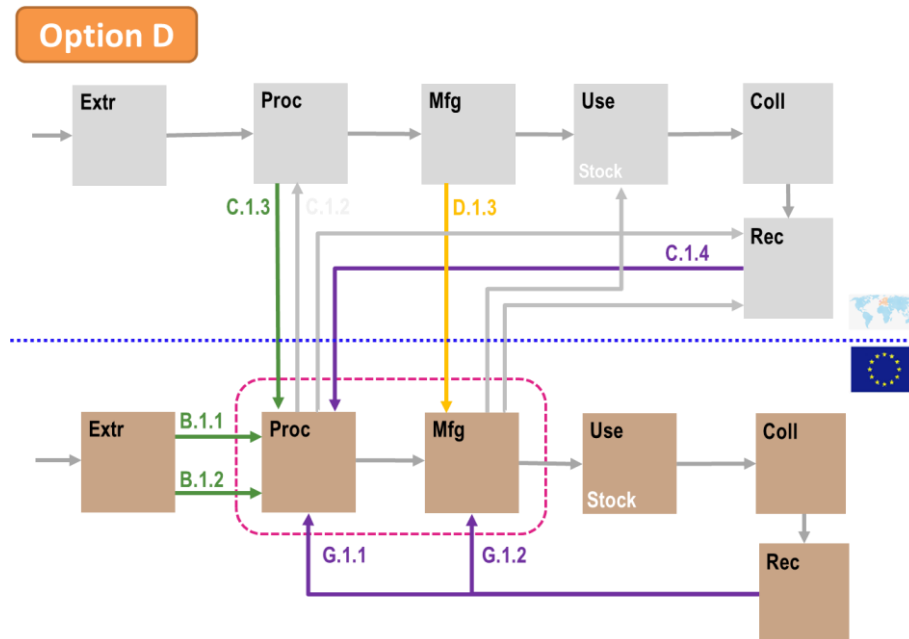 Option D
Extr
Proc
Mfg
Use
Coll
Stock
C.1.3
C.1.2
D.1.3
Rec
C.1.4
Extr
B.1.1
Proc
Mfg
Use
Coll
B.1.2
Stock
G.1.1
G.1.2
Rec